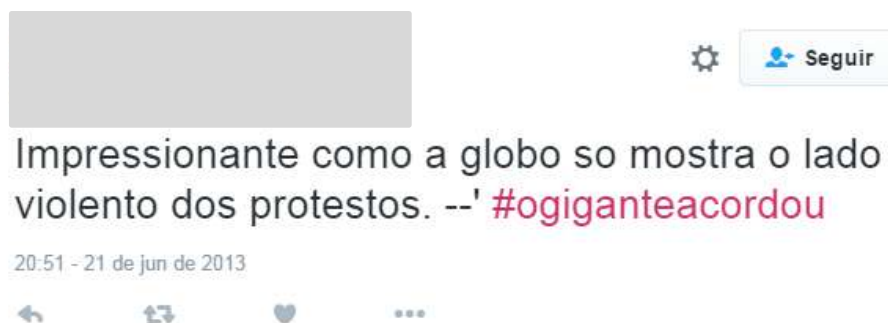 Seguir
Impressionante como a globo so mostra o lado
violento dos protestos. --' #ogiganteacordou
20:51 - 21 de jun de 2013